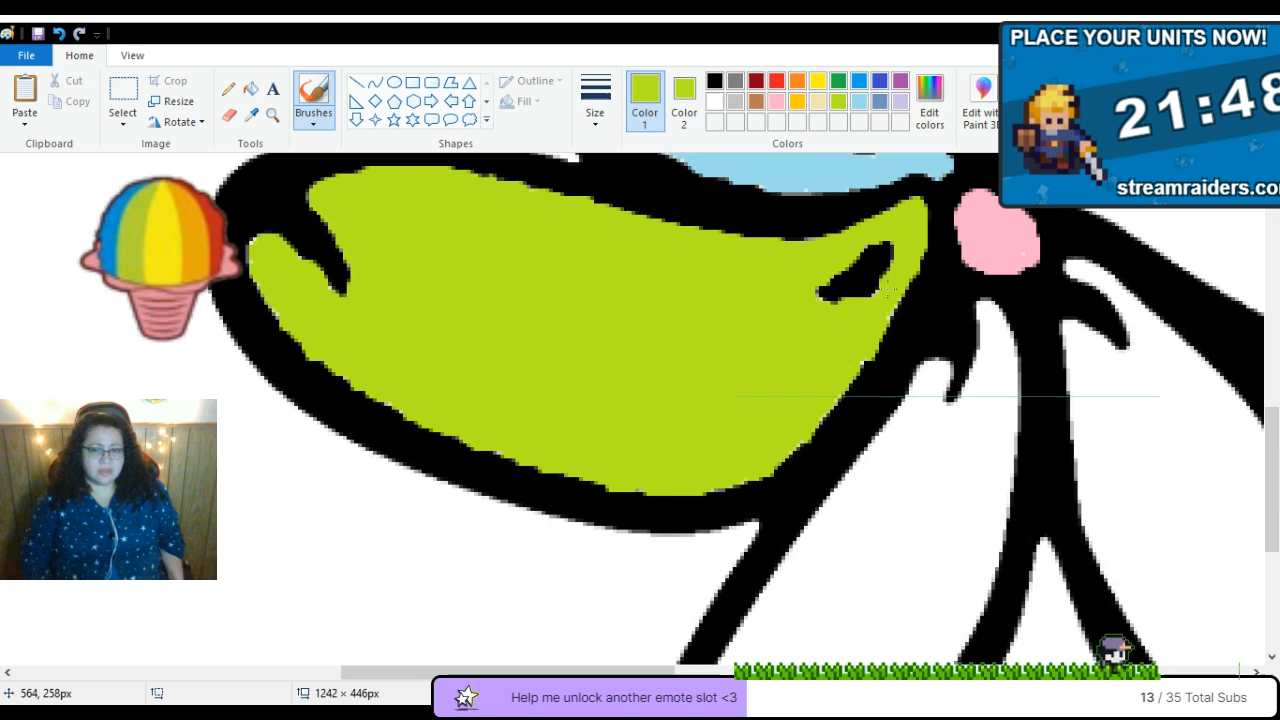 PLACE YOUR UNITS NOW!
File Home View
Cut
Crop
Outline
Copy
Resize
Fill
Paste Select Rotate Brushes Size Color 1 Color 2 Edit colors Edit with Paint 3D
21:48
Clipboard Image Tools Shapes Colors
streamraiders.co
564, 258px 1242 × 446px
Help me unlock another emote slot <3 13 / 35 Total Subs